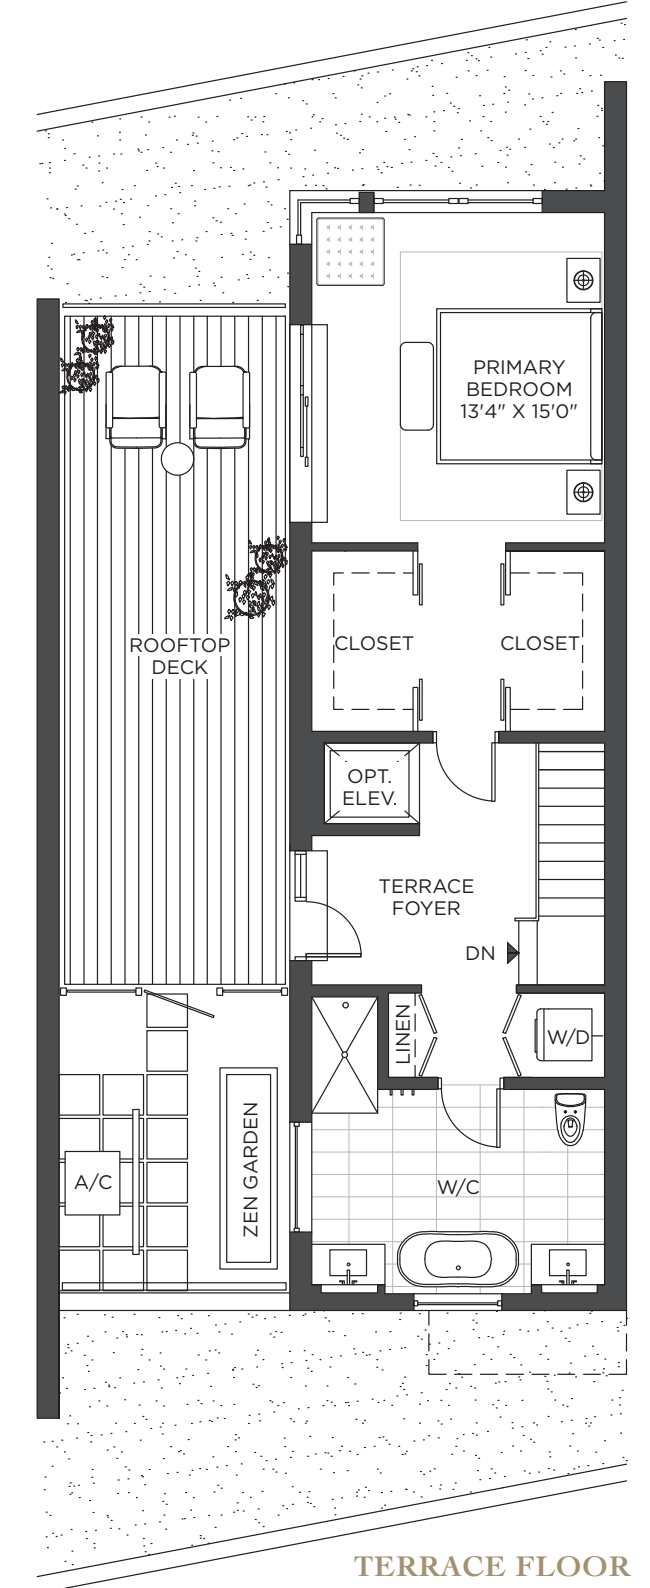 PRIMARY
BEDROOM
13'4" X 15'0"
ROOFTOP
DECK
CLOSET
CLOSET
OPT.
ELEV.
TERRACE
FOYER
DN
LINEN
W/D
A/C
ZEN GARDEN
W/C
TERRACE FLOOR